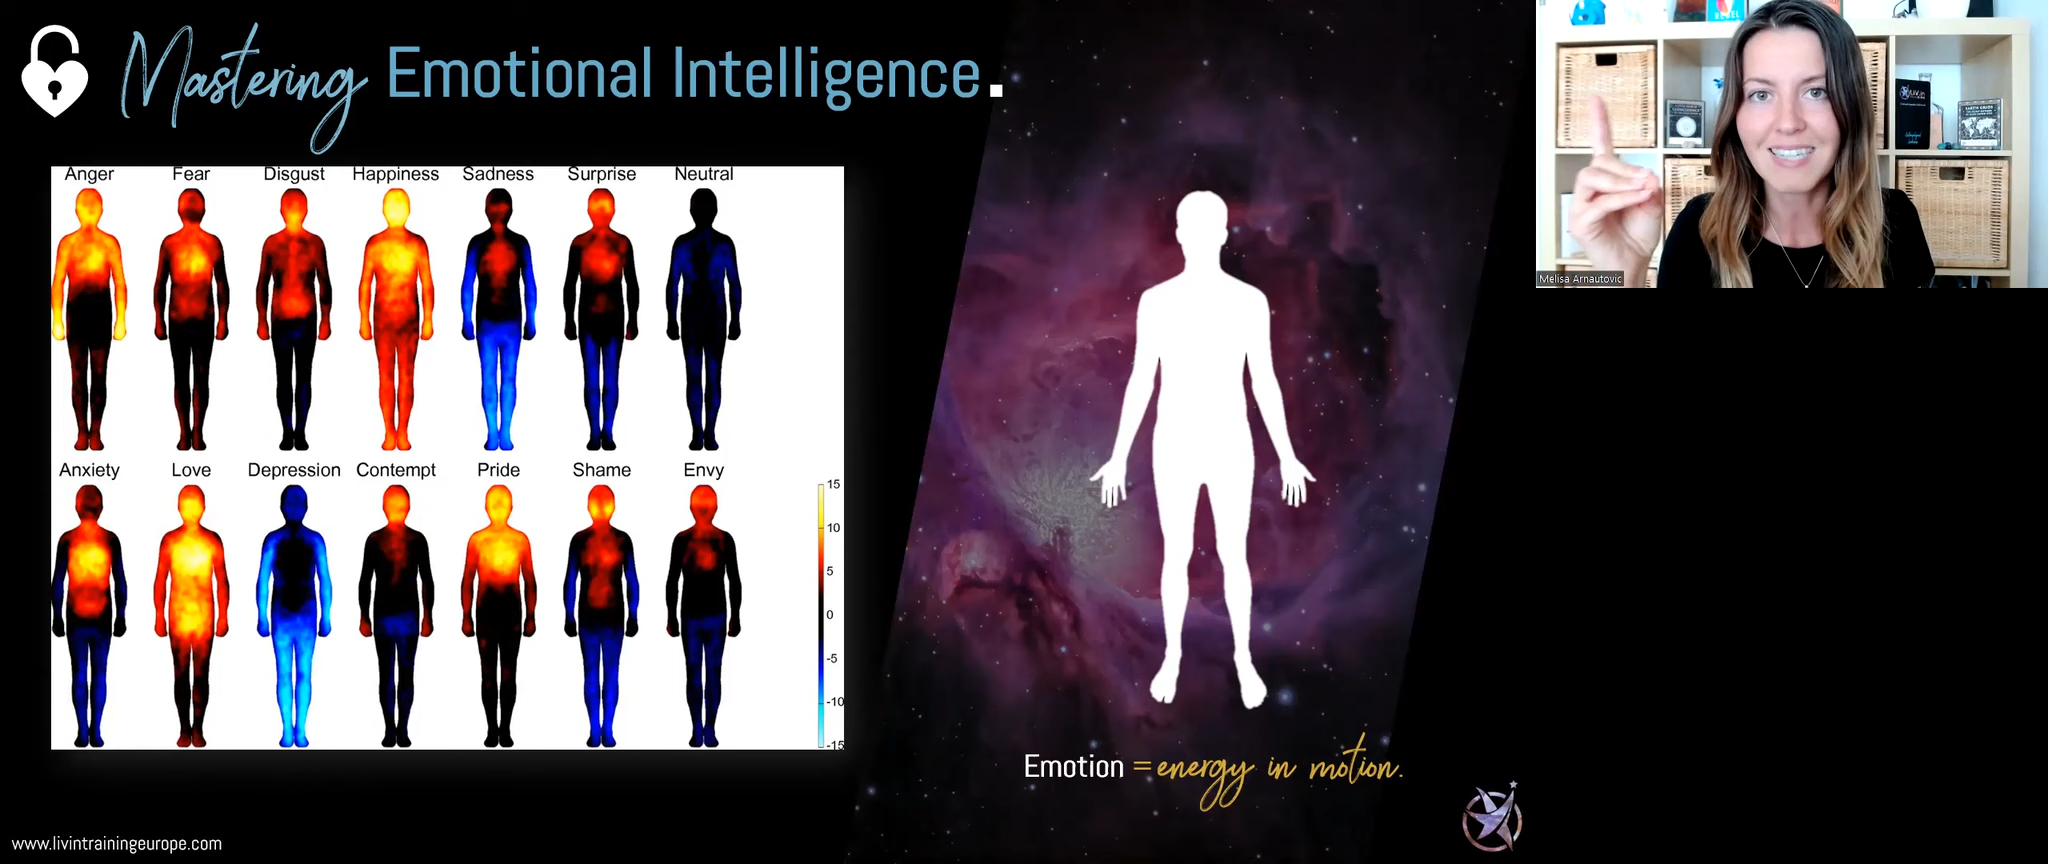 Mastering Emotional Intelligence.
Anger Fear Disgust Happiness Sadness Surprise Neutral
Anxiety Love Depression Contempt Pride Shame Envy
15
10
5
0
-5
-10
-15
Emotion = energy in motion.
www.livintrainingeurope.com
Melisa Arnautovic